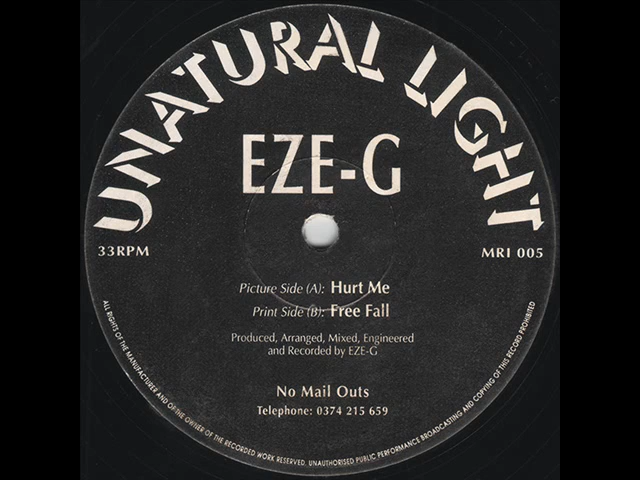 UNATURAL LIGHT
EZE-G
33RPM
MRI 005
Picture Side (A): Hurt Me
Print Side (B): Free Fall
Produced, Arranged, Mixed, Engineered
and Recorded by EZE-G
No Mail Outs
Telephone: 0374 215 659
ALL RIGHTS OF THE MANUFACTURER AND OR OF THE OWNER OF THE RECORDED WORK RESERVED. UNAUTHORISED PUBLIC PERFORMANCE BROADCASTING AND COPYING OF THIS RECORD PROHIBITED